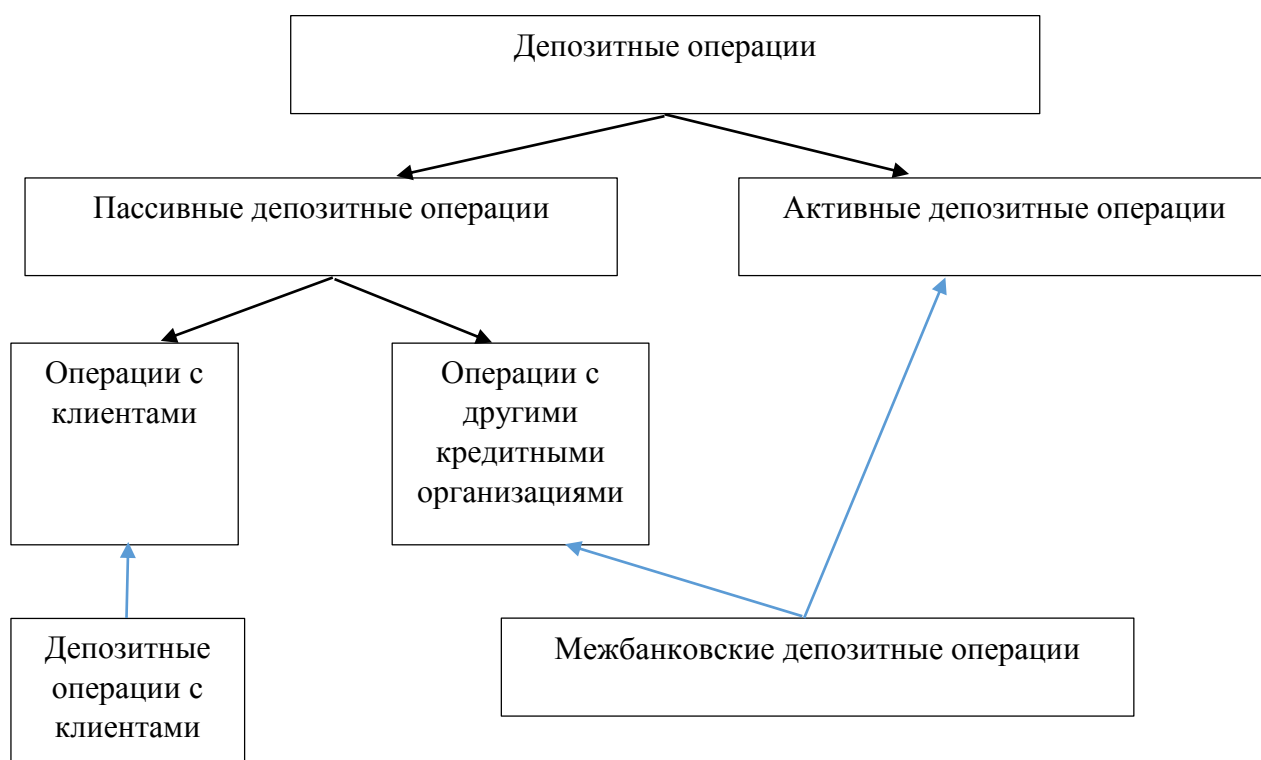 Депозитные операции
Пассивные депозитные операции
Активные депозитные операции
Операции с
клиентами
Операции с
другими
кредитными
организациями
Депозитные
операции с
клиентами
Межбанковские депозитные операции